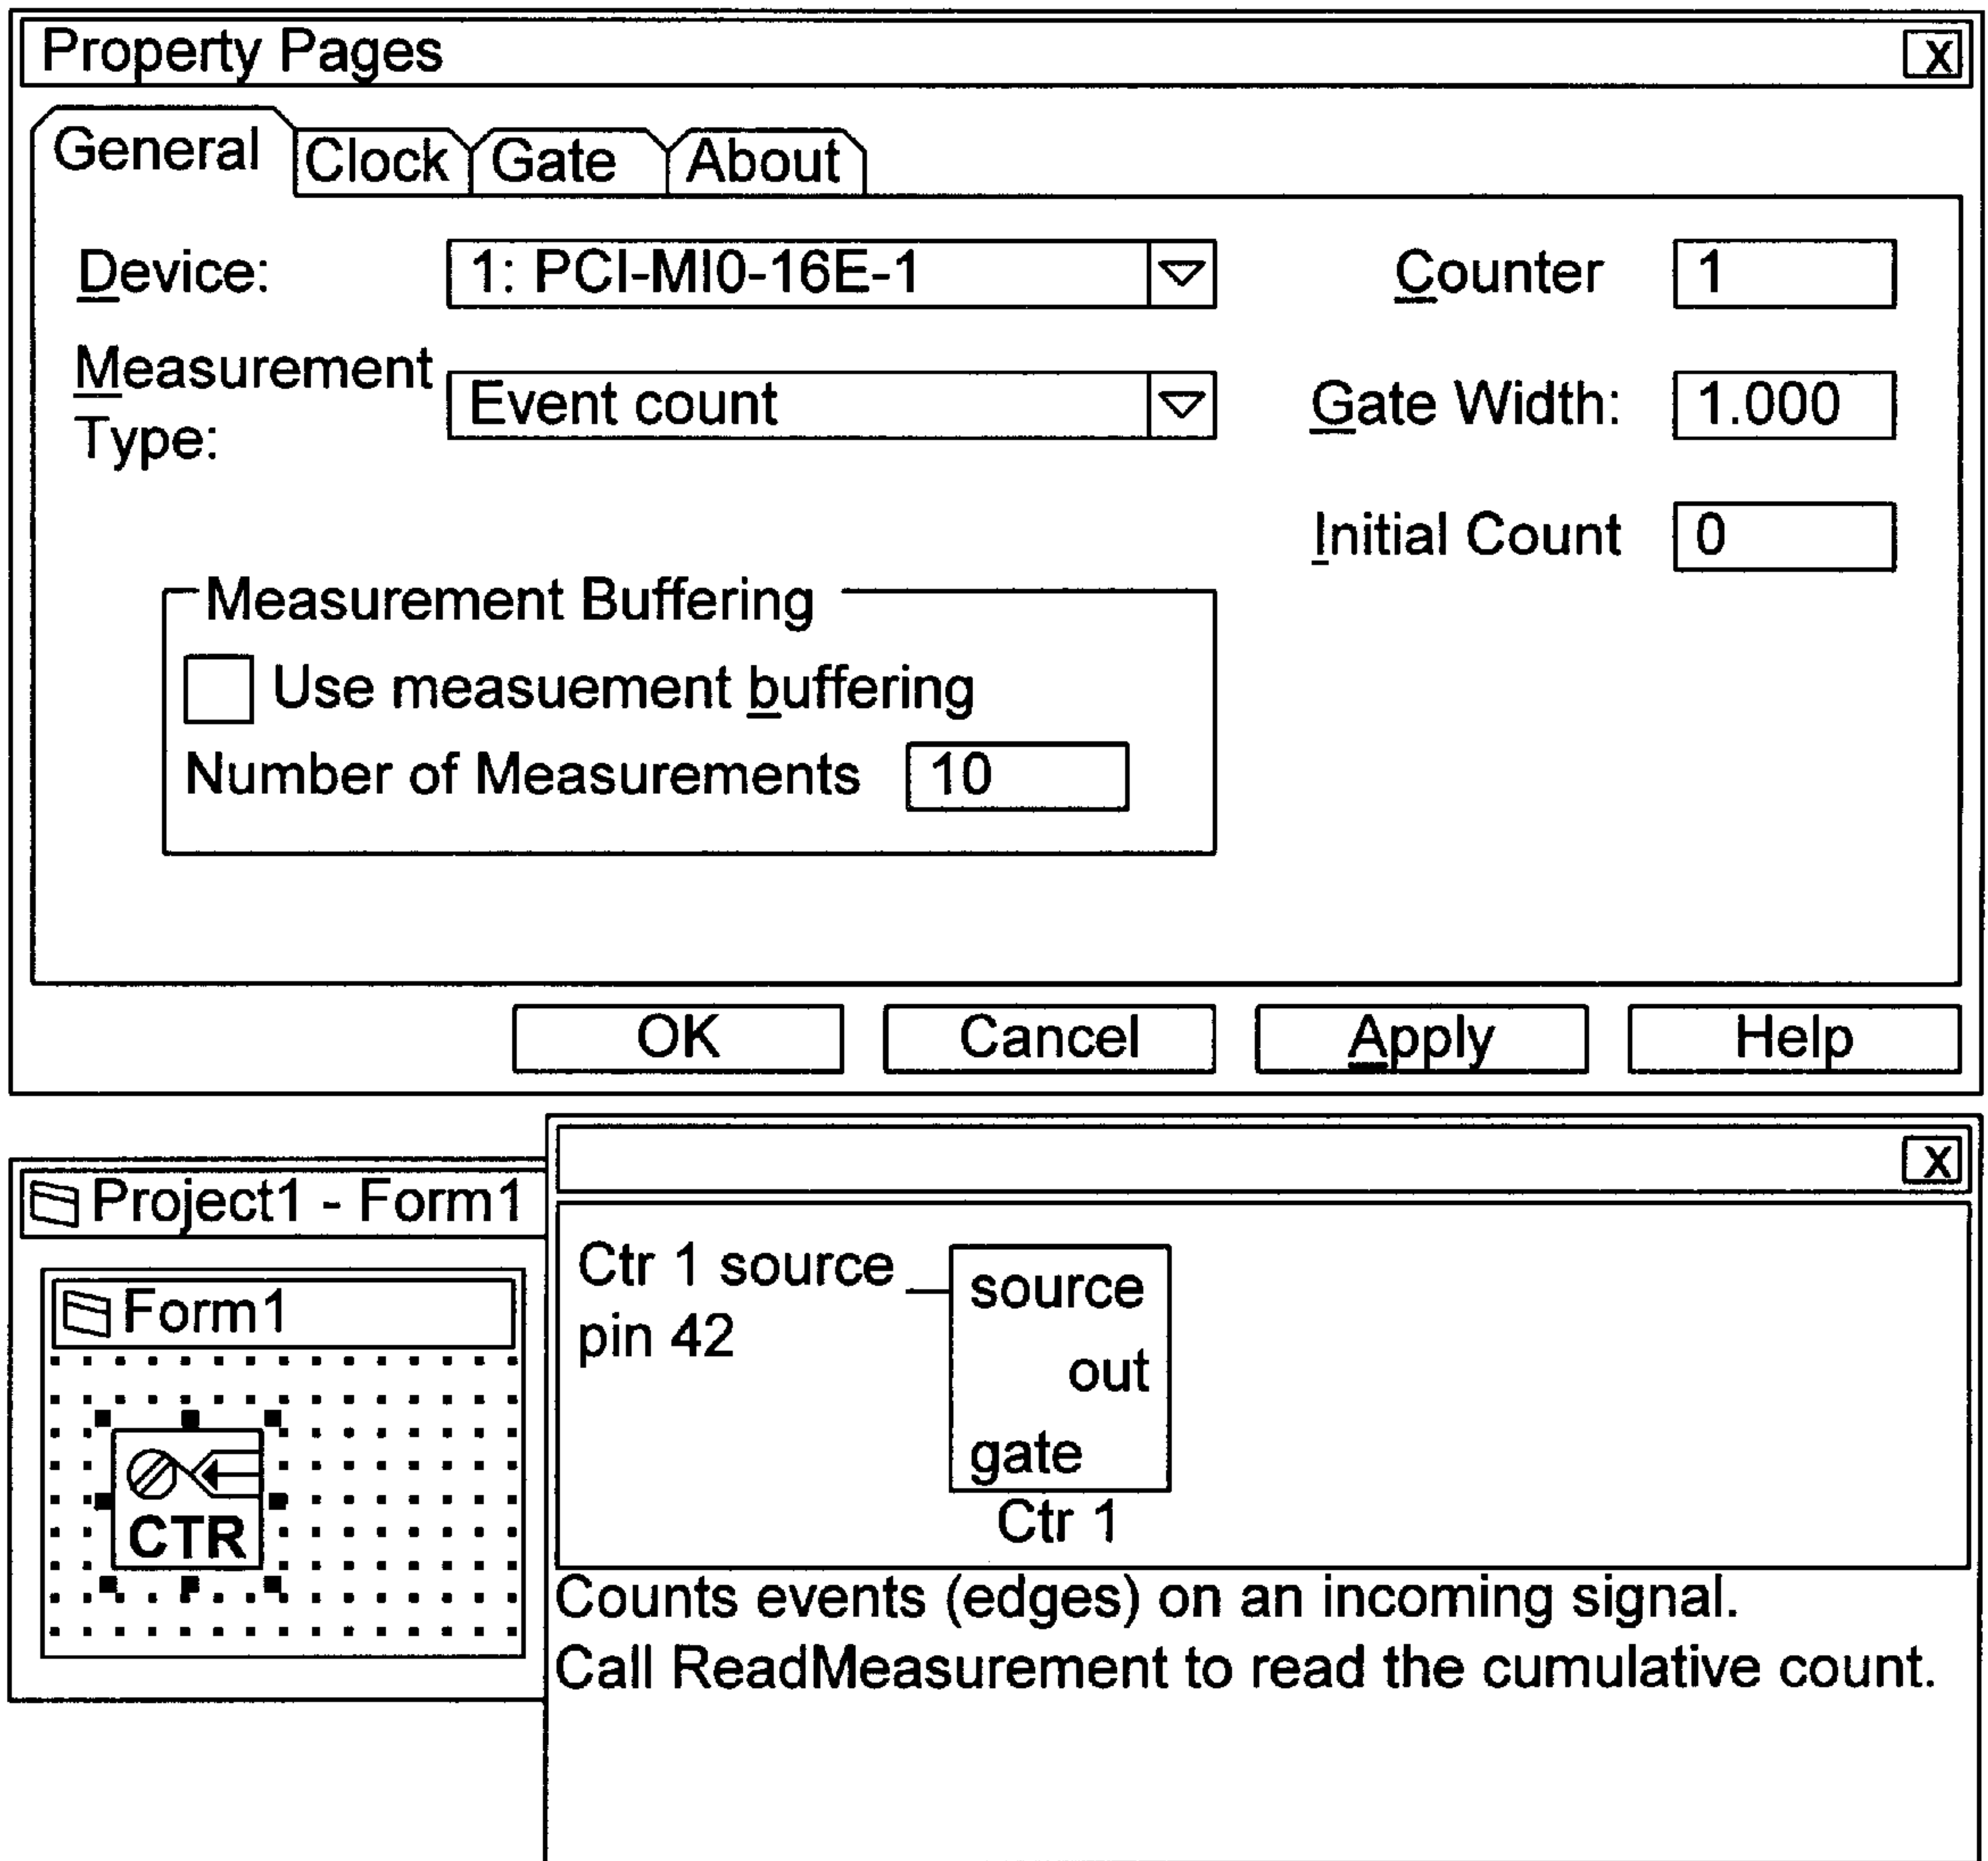 Property Pages X
General Clock Gate About
Device: 1: PCI-MI0-16E-1 Counter 1
Measurement Type: Event count Gate Width: 1.000
Initial Count 0
Measurement Buffering
Use measuement buffering
Number of Measurements 10
OK Cancel Apply Help
X
Project1 - Form1
Form1
CTR
Ctr 1 source
pin 42
source
out
gate
Ctr 1
Counts events (edges) on an incoming signal.
Call ReadMeasurement to read the cumulative count.